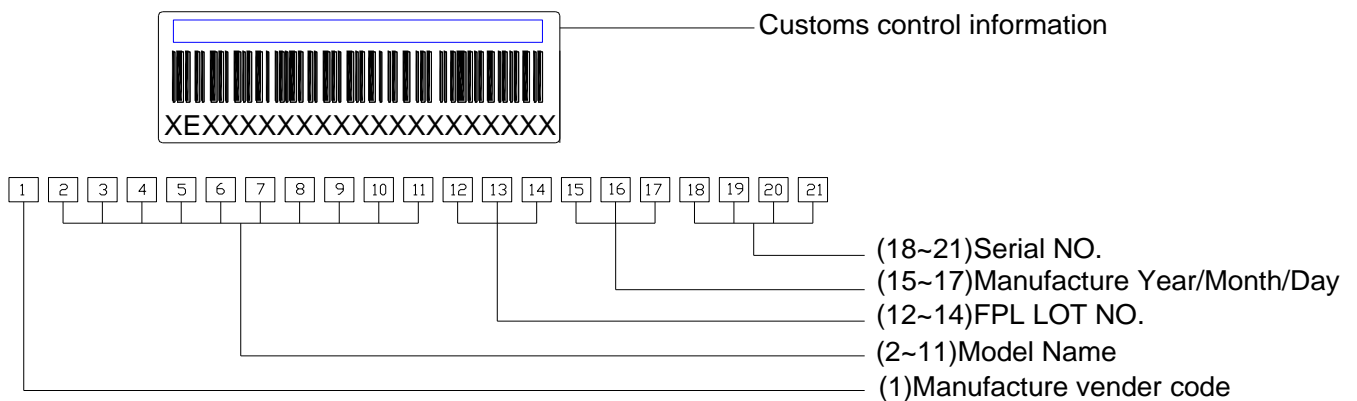 Customs control information
XEXXXXXXXXXXXXXXXXXXX
1 2 3 4 5 6 7 8 9 10 11 12 13 14 15 16 17 18 19 20 21
(18~21)Serial NO.
(15~17)Manufacture Year/Month/Day
(12~14)FPL LOT NO.
(2~11)Model Name
(1)Manufacture vender code